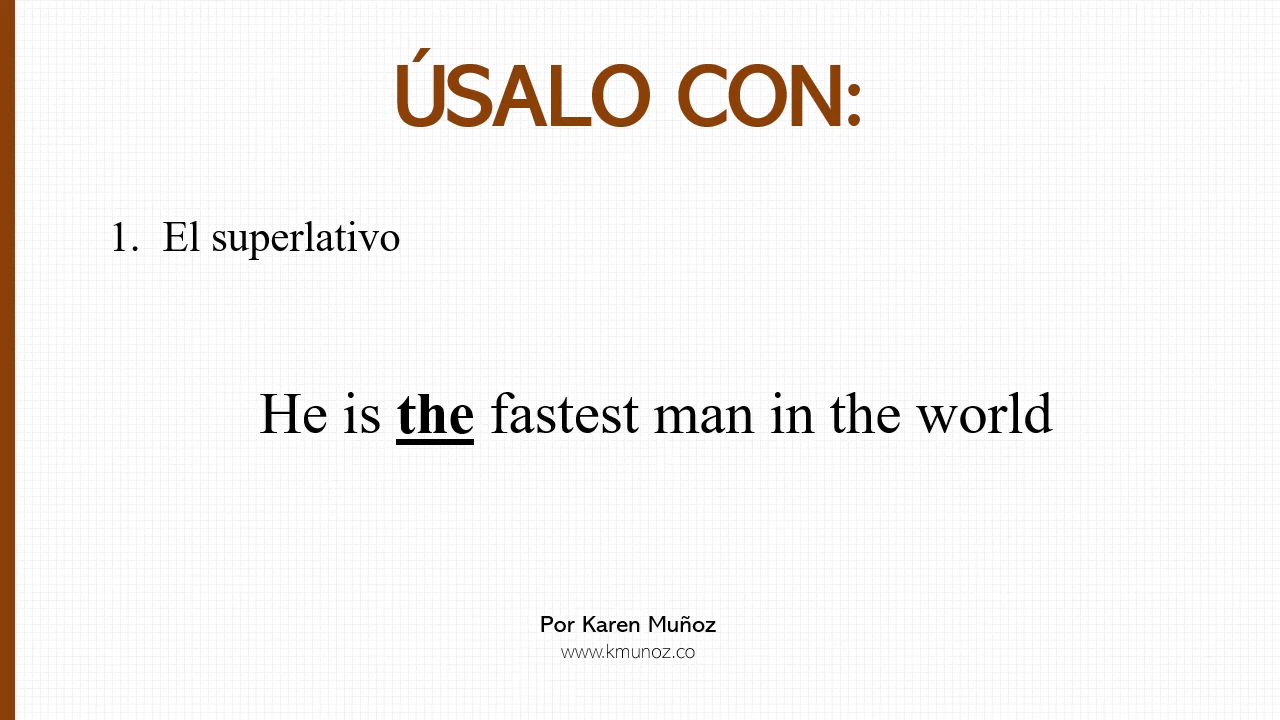 ÚSALO CON:
1. El superlativo
He is the fastest man in the world
Por Karen Muñoz
www.kmunoz.co